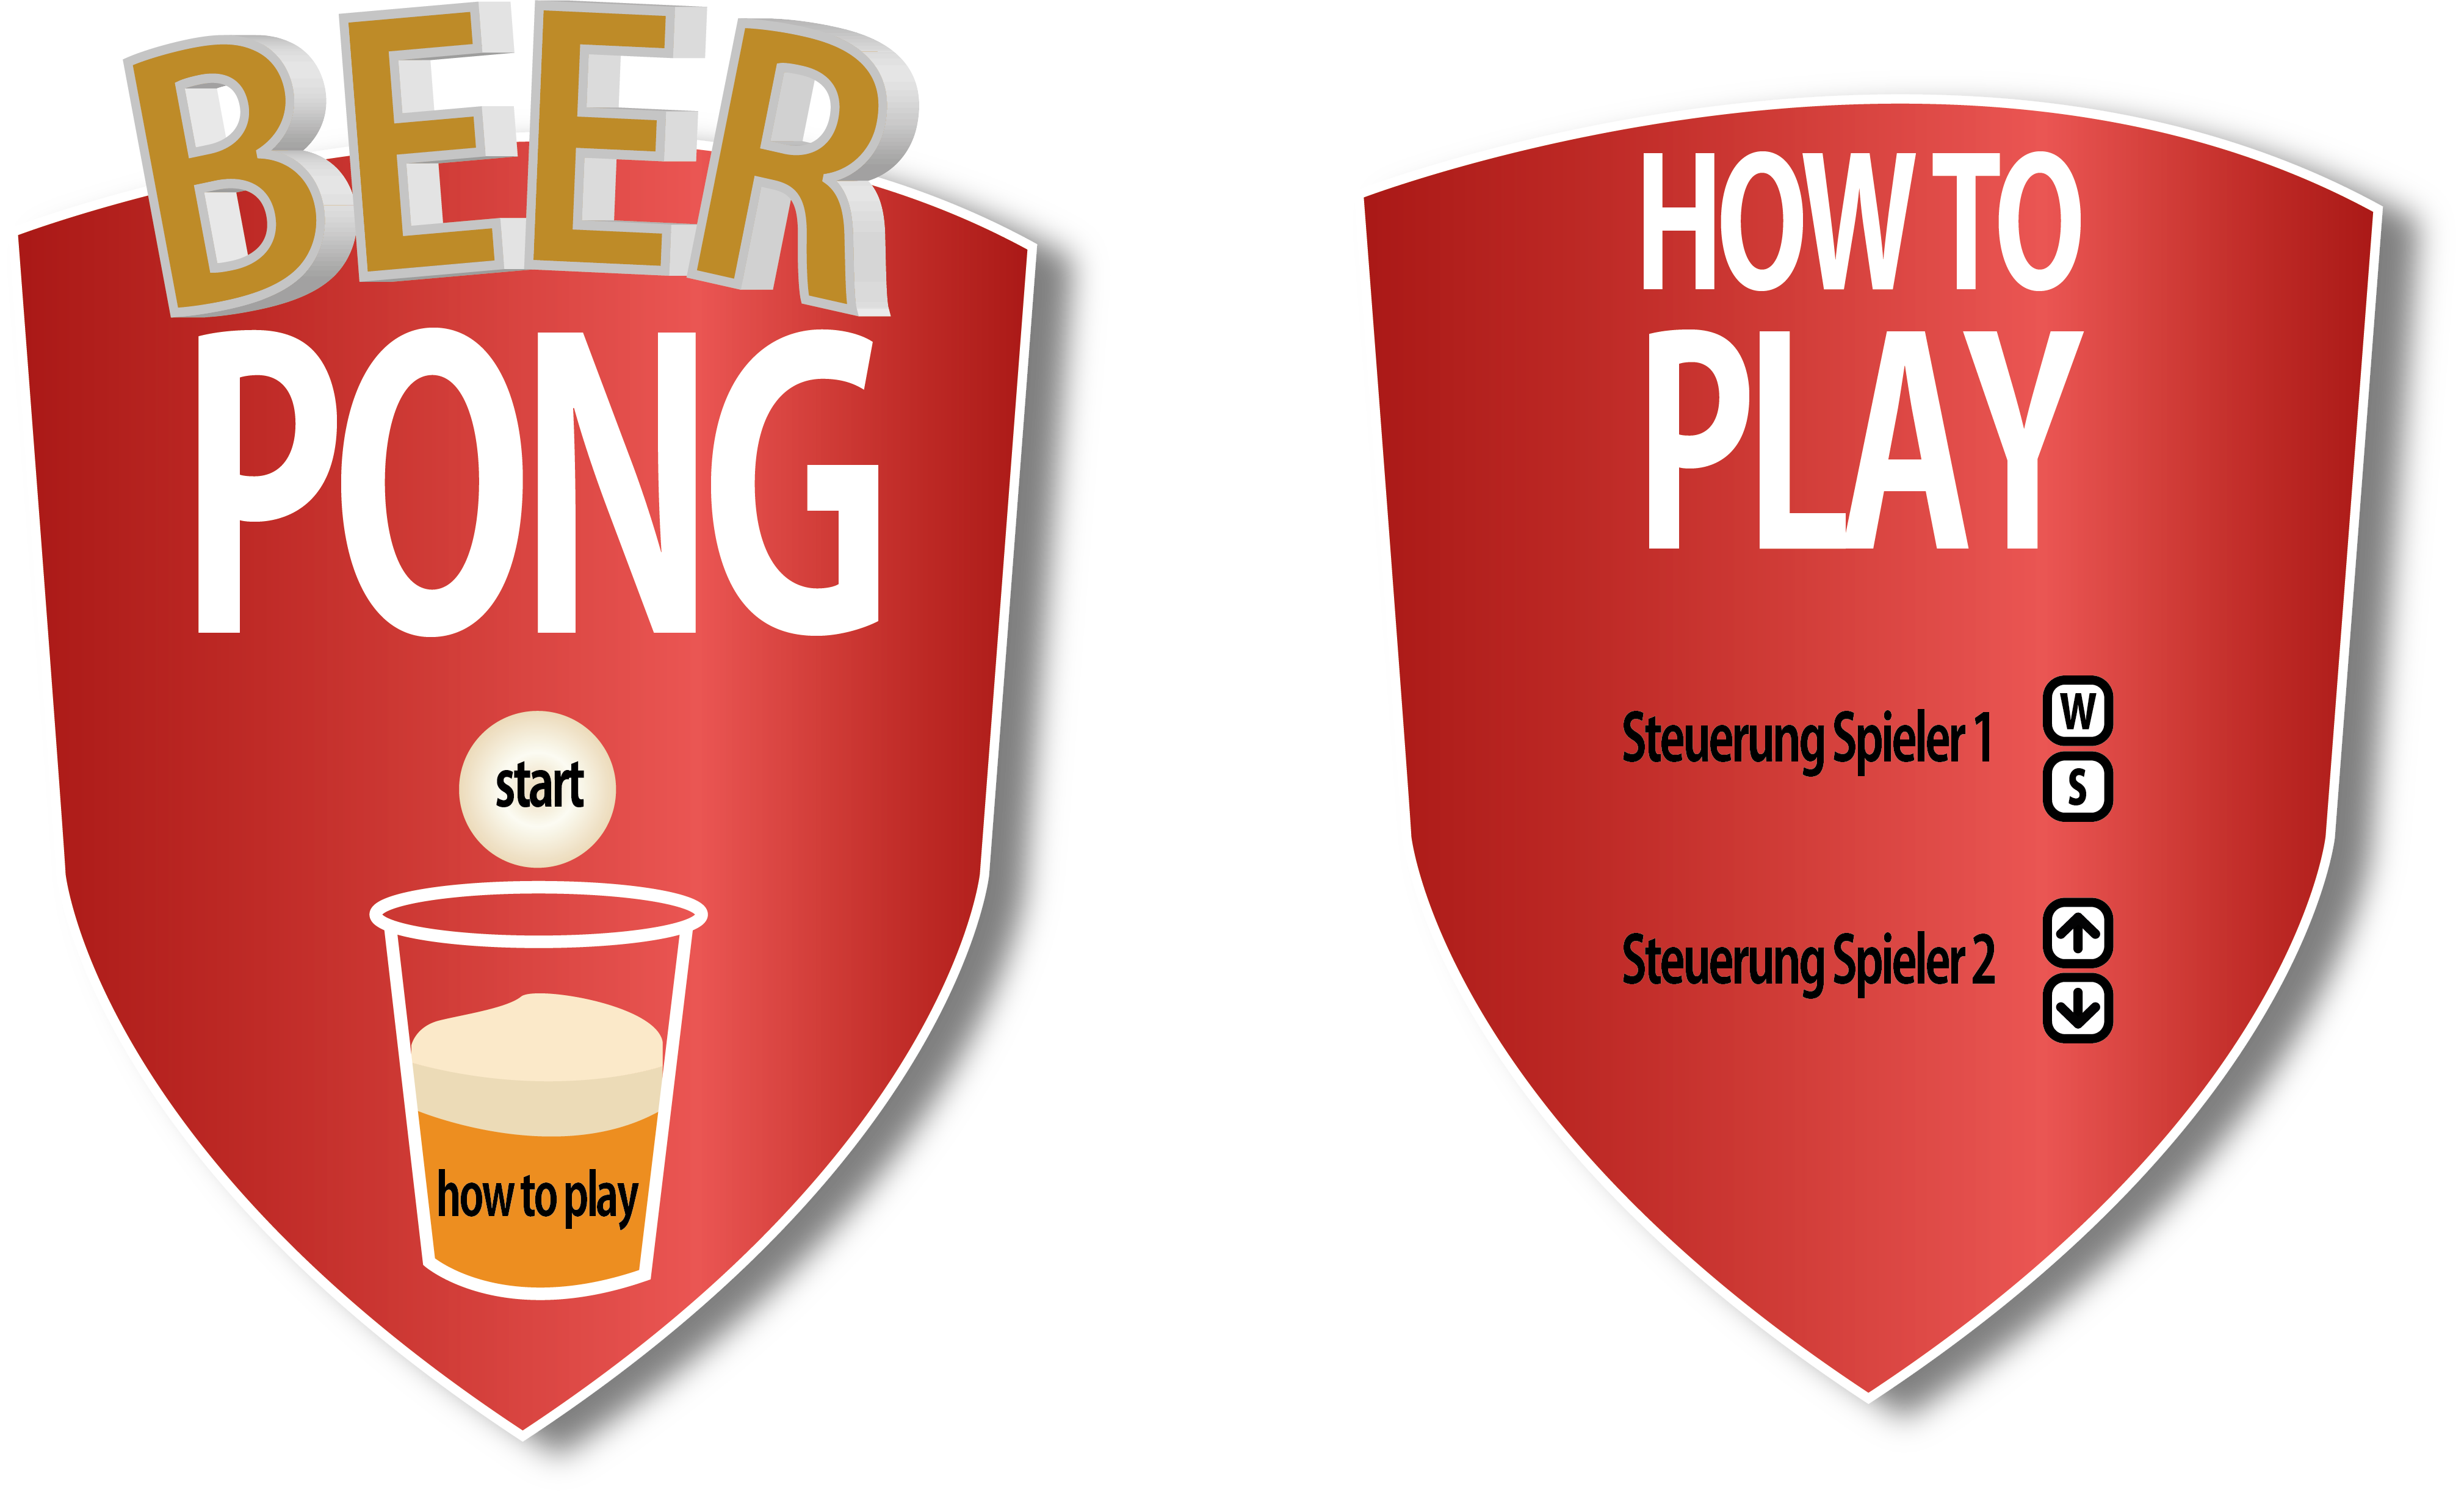 BEER
PONG
start
how to play
HOW TO
PLAY
Steuerung Spieler 1
W
S
Steuerung Spieler 2
↑
↓